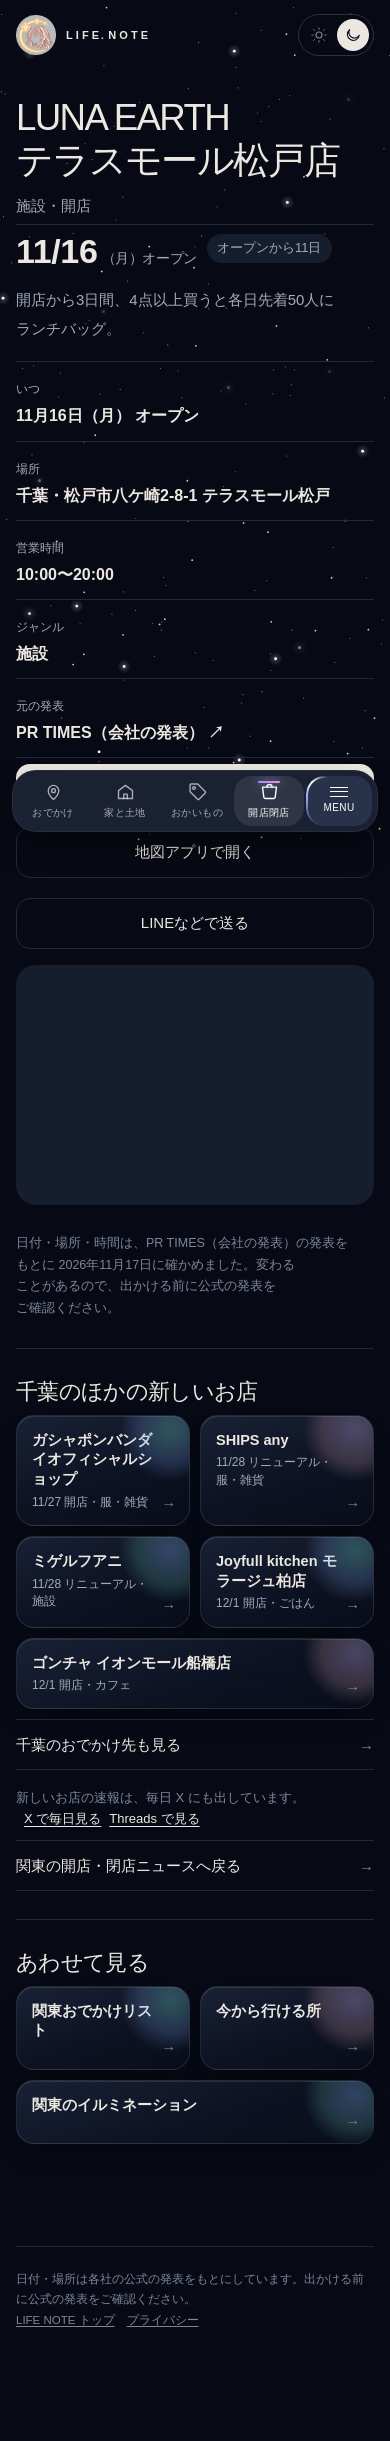 LIFE.NOTE
LUNA EARTH
テラスモール松戸店
施設・開店
11/16 （月）オープン オープンから11日
開店から3日間、4点以上買うと各日先着50人に
ランチバッグ。
いつ
11月16日（月） オープン
場所
千葉・松戸市八ケ崎2-8-1 テラスモール松戸
営業時間
10:00〜20:00
ジャンル
施設
元の発表
PR TIMES（会社の発表） ↗
おでかけ 家と土地 おかいもの 開店閉店 MENU
地図アプリで開く
LINEなどで送る
日付・場所・時間は、PR TIMES（会社の発表）の発表を
もとに 2026年11月17日に確かめました。変わる
ことがあるので、出かける前に公式の発表を
ご確認ください。
千葉のほかの新しいお店
ガシャポンバンダ
イオフィシャルシ
ョップ
11/27 開店・服・雑貨 →
SHIPS any
11/28 リニューアル・
服・雑貨
→
ミゲルフアニ
11/28 リニューアル・
施設 →
Joyfull kitchen モ
ラージュ柏店
12/1 開店・ごはん →
ゴンチャ イオンモール船橋店
12/1 開店・カフェ →
千葉のおでかけ先も見る →
新しいお店の速報は、毎日 X にも出しています。
X で毎日見る Threads で見る
関東の開店・閉店ニュースへ戻る →
あわせて見る
関東おでかけリス
ト
→
今から行ける所
→
関東のイルミネーション
→
日付・場所は各社の公式の発表をもとにしています。出かける前
に公式の発表をご確認ください。
LIFE NOTE トップ プライバシー